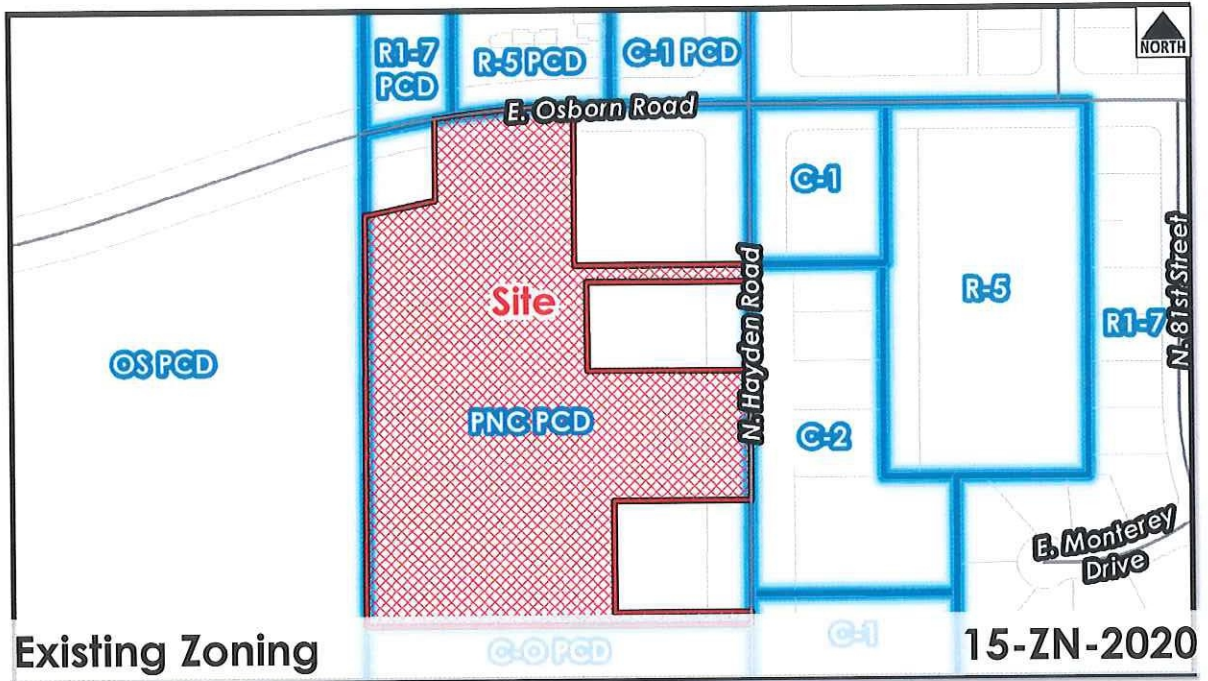 NORTH
R1-7
PCD
R-5 PCD
C-1 PCD
E. Osborn Road
C-1
Site
R-5
R1-7
N. 81st Street
N. Hayden Road
OS PCD
PNC PCD
C-2
E. Monterey
Drive
Existing Zoning
C-O PCD
C-1
15-ZN-2020